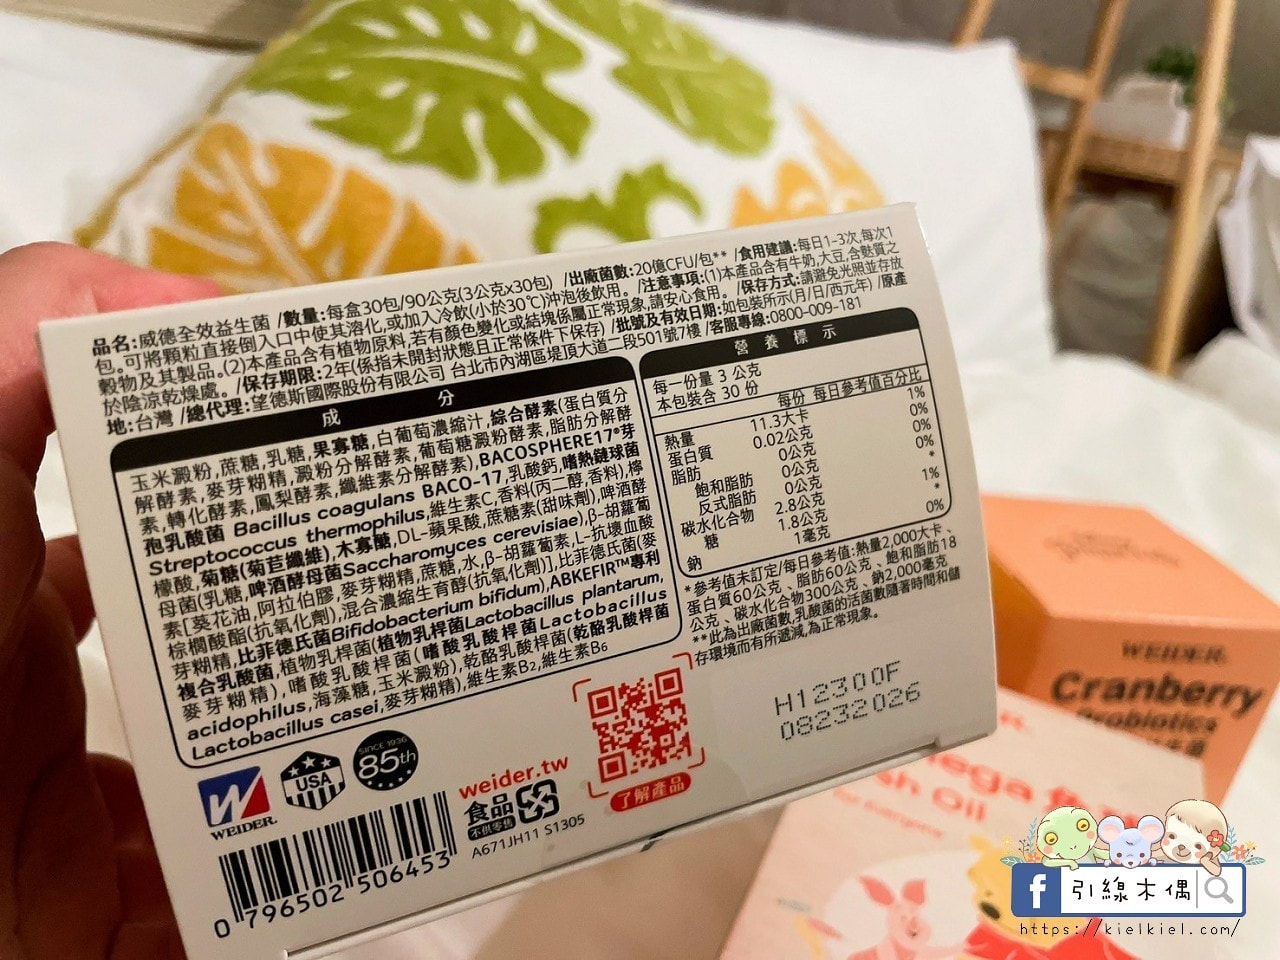 品名:威德全效益生菌 /數量:每盒30包/90公克(3公克x30包) /出廠菌數:20億CFU/包** /食用建議:每日1-3次,每次1
包。可將顆粒直接倒入口中使其溶化,或加入冷飲(小於30℃)沖泡後飲用。 /注意事項:(1)本產品含有牛奶,大豆,含麩質之
穀物及其製品。(2)本產品含有植物原料,若有顏色變化或結塊係屬正常現象,請安心食用。 /保存方式:請避免光照並存放
於陰涼乾燥處。 /保存期限:2年(係指未開封狀態且正常條件下保存) /批號及有效日期:如包裝所示(月/日/西元年) /原產
地:台灣 /總代理:望德斯國際股份有限公司 台北市內湖區堤頂大道二段501號7樓 /客服專線:0800-009-181
成 分
玉米澱粉,蔗糖,乳糖,果寡糖,白葡萄濃縮汁,綜合酵素(蛋白質分
解酵素,麥芽糊精,澱粉分解酵素,葡萄糖澱粉酵素,脂肪分解酵
素,轉化酵素,鳳梨酵素,纖維素分解酵素),BACOSPHERE17®芽
孢乳酸菌 Bacillus coagulans BACO-17,乳酸鈣,嗜熱鏈球菌
Streptococcus thermophilus,維生素C,香料(丙二醇,香料),檸
檬酸,菊糖(菊苣纖維),木寡糖,DL-蘋果酸,蔗糖素(甜味劑),啤酒酵
母菌(乳糖,啤酒酵母菌Saccharomyces cerevisiae),β-胡蘿蔔
素[葵花油,阿拉伯膠,麥芽糊精,蔗糖,水,β-胡蘿蔔素,L-抗壞血酸
棕櫚酸酯(抗氧化劑),混合濃縮生育醇(抗氧化劑)],比菲德氏菌(麥
芽糊精,比菲德氏菌Bifidobacterium bifidum),ABKEFIR™專利
複合乳酸菌,植物乳桿菌(植物乳桿菌Lactobacillus plantarum,
麥芽糊精),嗜酸乳酸桿菌(嗜酸乳酸桿菌Lactobacillus
acidophilus,海藻糖,玉米澱粉),乾酪乳酸桿菌(乾酪乳酸桿菌
Lactobacillus casei,麥芽糊精),維生素B₂,維生素B₆
營養標示
每一份量 3 公克
本包裝含 30 份
每份 每日參考值百分比
熱量 11.3大卡 1%
蛋白質 0.02公克 0%
脂肪 0公克 0%
飽和脂肪 0公克 0%
反式脂肪 0公克 *
碳水化合物 2.8公克 1%
糖 1.8公克 *
鈉 1毫克 0%
*參考值未訂定/每日參考值:熱量2,000大卡、
蛋白質60公克、脂肪60公克、飽和脂肪18
公克、碳水化合物300公克、鈉2,000毫克
**此為出廠菌數,乳酸菌的活菌數隨著時間和儲
存環境而有所遞減,為正常現象。
H12300F
08232026
WEIDER.
USA
SINCE 1936
85th
weider.tw
食品
不供零售
A671JH11 S1305
了解產品
0 796502 506453
WEIDER.
Cranberry
Probiotics
f 引線木偶
https://kielkiel.com/